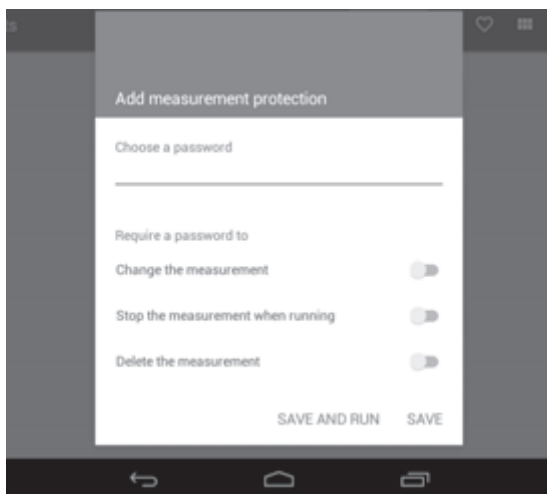 Add measurement protection
Choose a password
Require a password to
Change the measurement
Stop the measurement when running
Delete the measurement
SAVE AND RUN SAVE